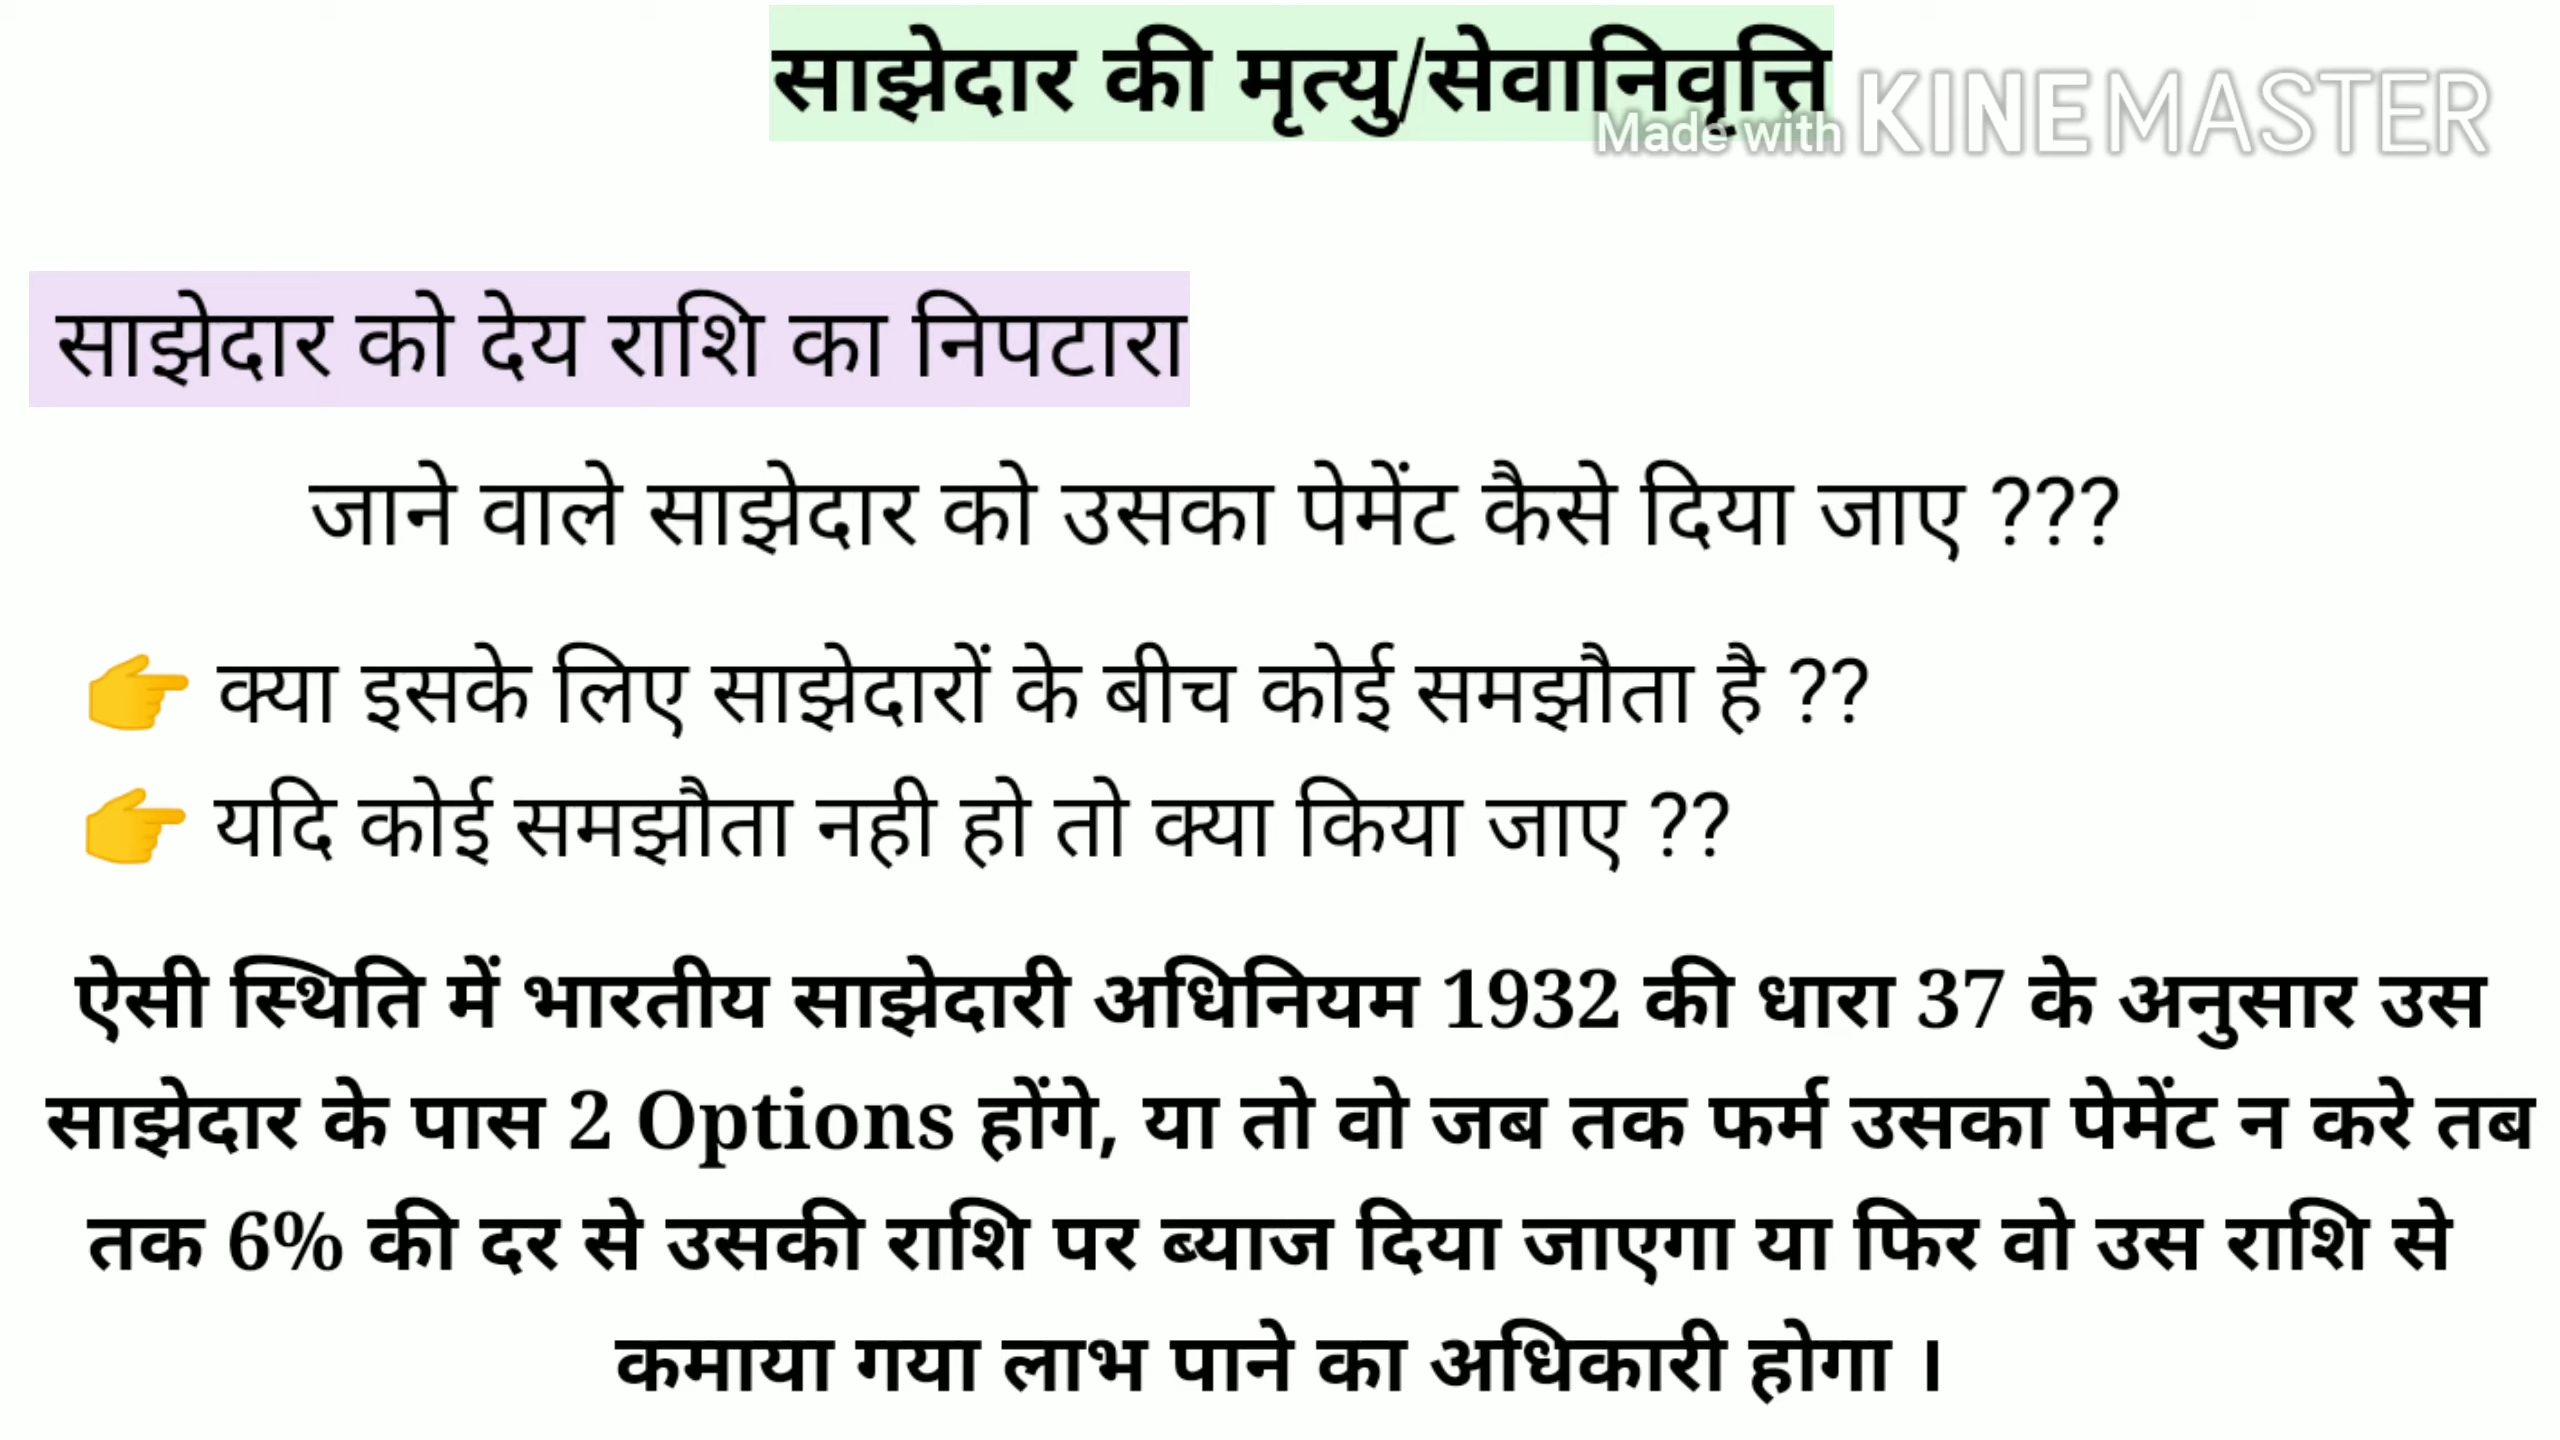 साझेदार की मृत्यु/सेवानिवृत्ति
Made with KINEMASTER
साझेदार को देय राशि का निपटारा
जाने वाले साझेदार को उसका पेमेंट कैसे दिया जाए ???
👉 क्या इसके लिए साझेदारों के बीच कोई समझौता है ??
👉 यदि कोई समझौता नही हो तो क्या किया जाए ??
ऐसी स्थिति में भारतीय साझेदारी अधिनियम 1932 की धारा 37 के अनुसार उस
साझेदार के पास 2 Options होंगे, या तो वो जब तक फर्म उसका पेमेंट न करे तब
तक 6% की दर से उसकी राशि पर ब्याज दिया जाएगा या फिर वो उस राशि से
कमाया गया लाभ पाने का अधिकारी होगा ।